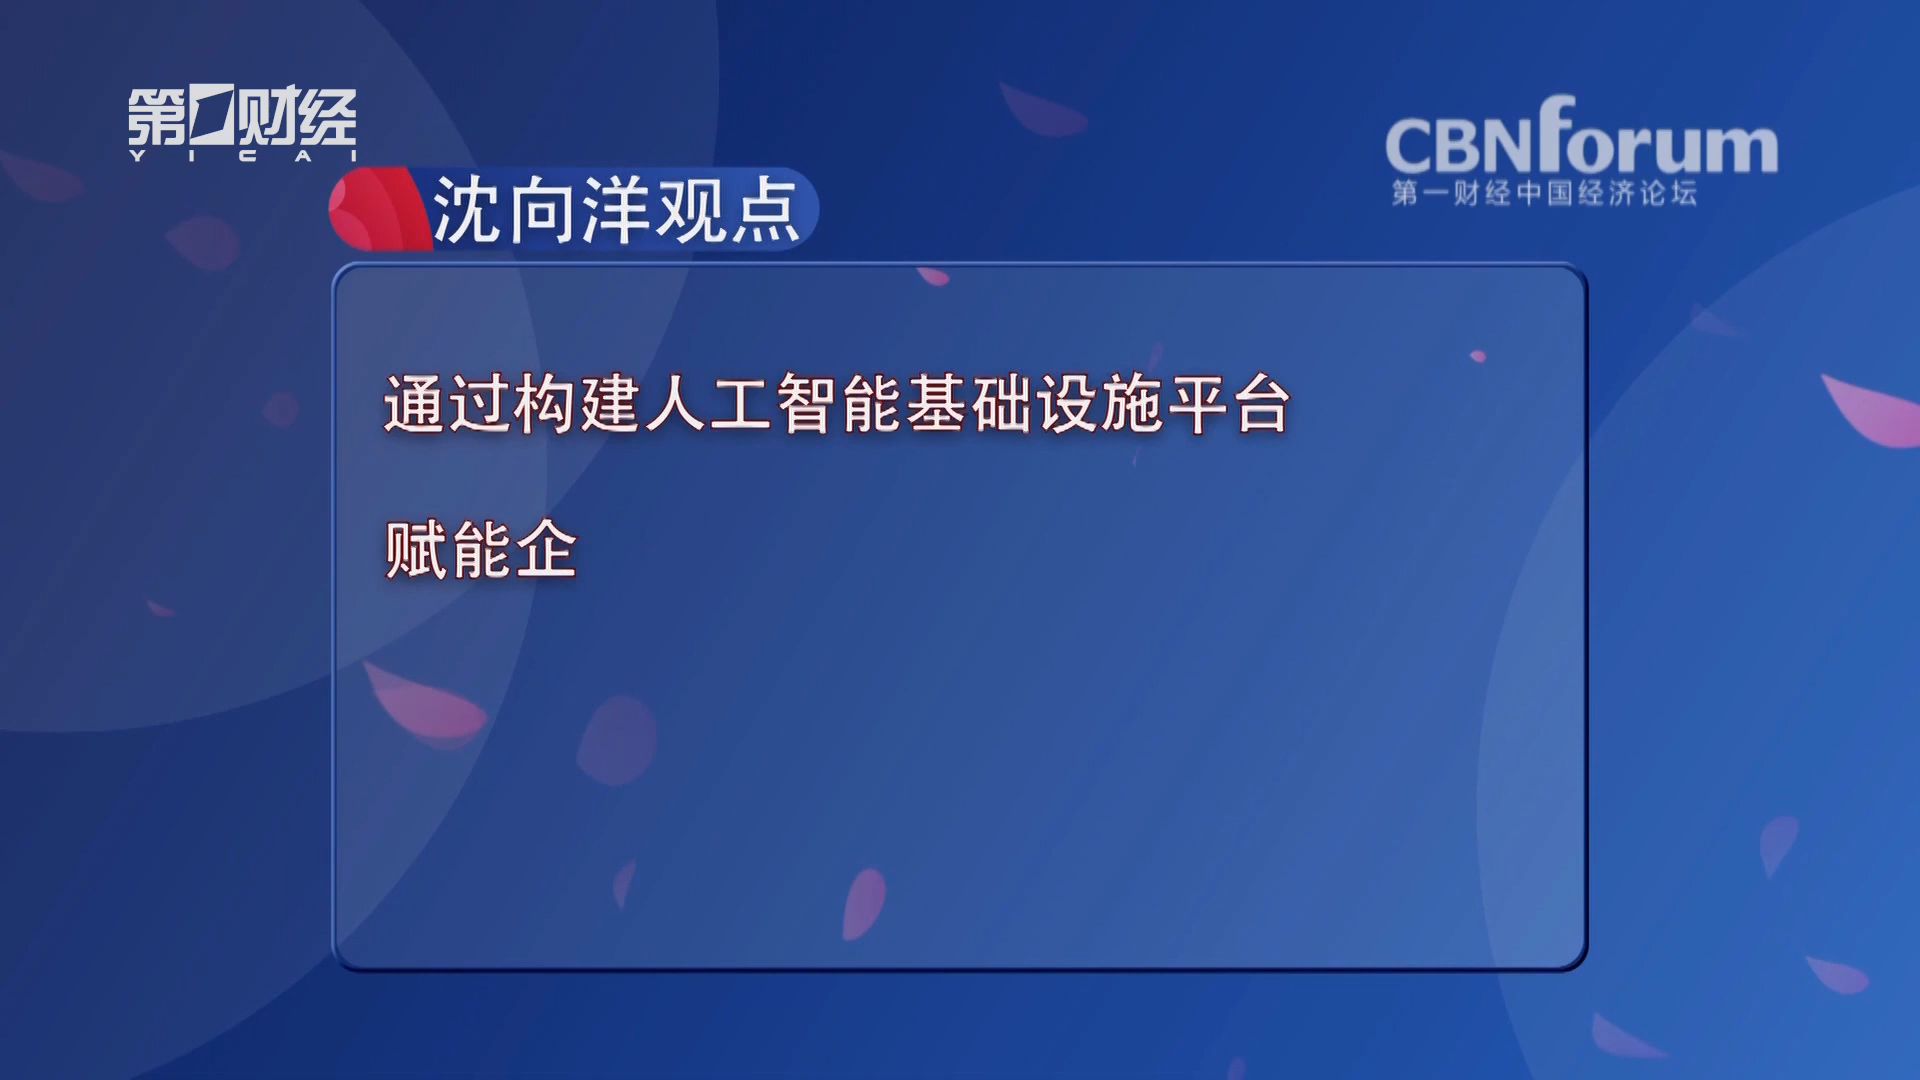 第一财经
YICAI
CBNforum
第一财经中国经济论坛
沈向洋观点
通过构建人工智能基础设施平台
赋能企